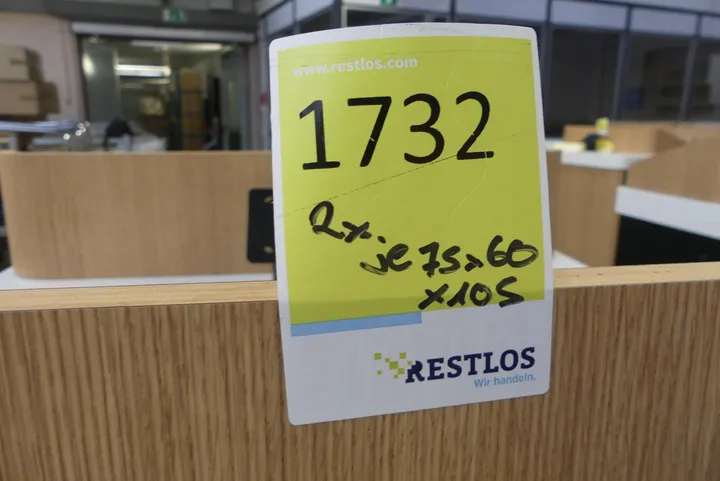 www.restlos.com
1732
2x.
je 75x60
x105
RESTLOS
Wir handeln.